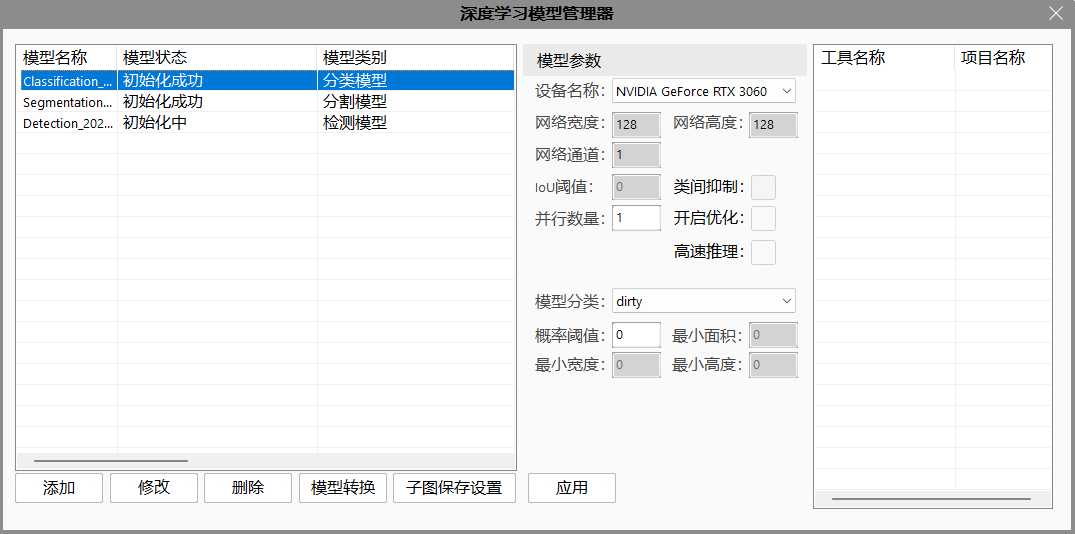 深度学习模型管理器
模型名称 模型状态 模型类别
Classification_... 初始化成功 分类模型
Segmentation... 初始化成功 分割模型
Detection_202... 初始化中 检测模型
模型参数
设备名称： NVIDIA GeForce RTX 3060
网络宽度： 128 网络高度： 128
网络通道： 1
IoU阈值： 0 类间抑制：
并行数量： 1 开启优化：
高速推理：
模型分类： dirty
概率阈值： 0 最小面积： 0
最小宽度： 0 最小高度： 0
工具名称 项目名称
添加 修改 删除 模型转换 子图保存设置 应用